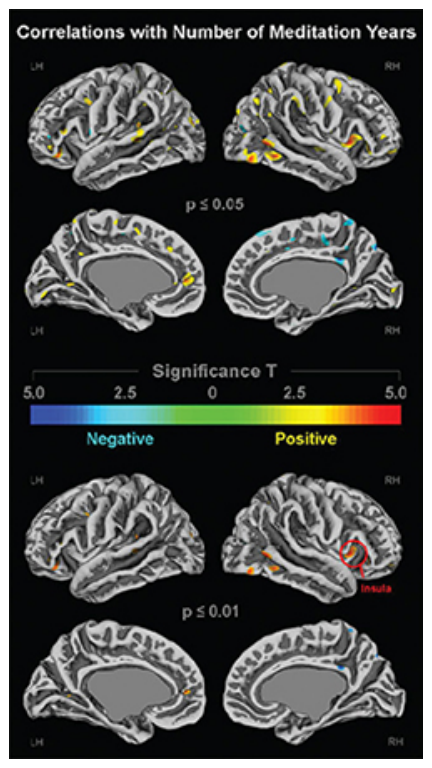 Correlations with Number of Meditation Years
LH RH
p ≤ 0.05
LH RH
Significance T
5.0 2.5 0 2.5 5.0
Negative Positive
LH RH
Insula
p ≤ 0.01
LH RH